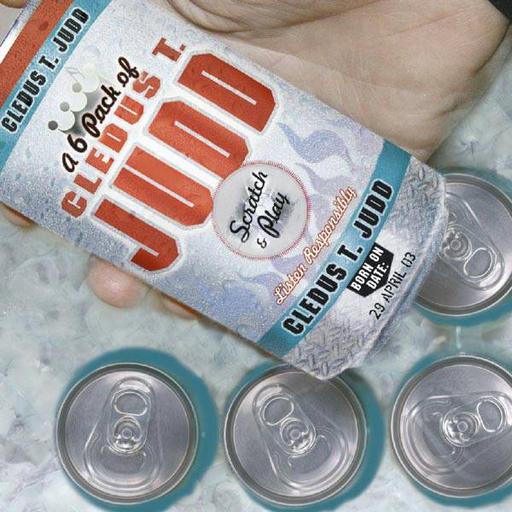 CLEDUS T. JUDD
a 6 Pack of
CLEDUS T.
JUDD
Scratch
& Play
Listen Responsibly
CLEDUS T. JUDD
BORN ON
DATE:
29 APRIL 03